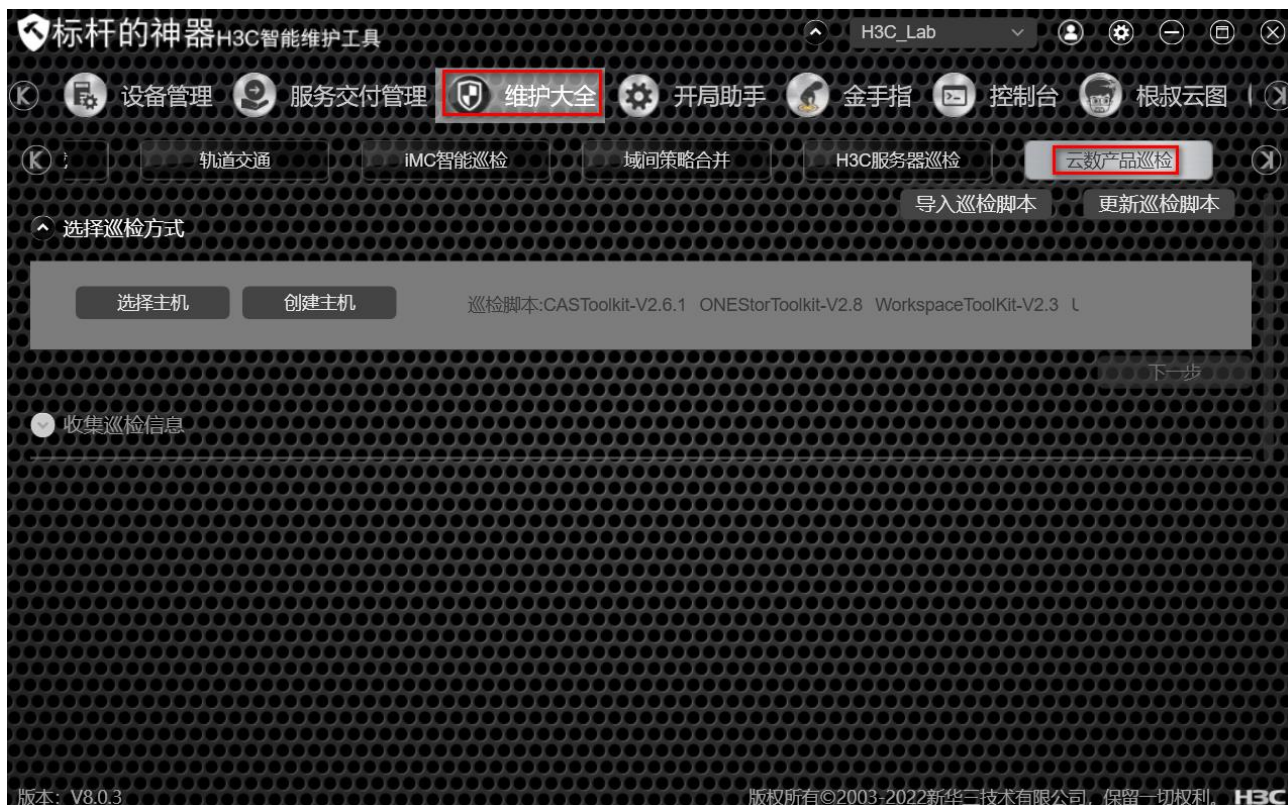 标杆的神器H3C智能维护工具 H3C_Lab
设备管理 服务交付管理 维护大全 开局助手 金手指 控制台 根叔云图
轨道交通 iMC智能巡检 域间策略合并 H3C服务器巡检 云数产品巡检
导入巡检脚本 更新巡检脚本
选择巡检方式
选择主机 创建主机 巡检脚本:CASToolkit-V2.6.1 ONEStorToolkit-V2.8 WorkspaceToolKit-V2.3
下一步
收集巡检信息
版本: V8.0.3 版权所有©2003-2022新华三技术有限公司, 保留一切权利 H3C